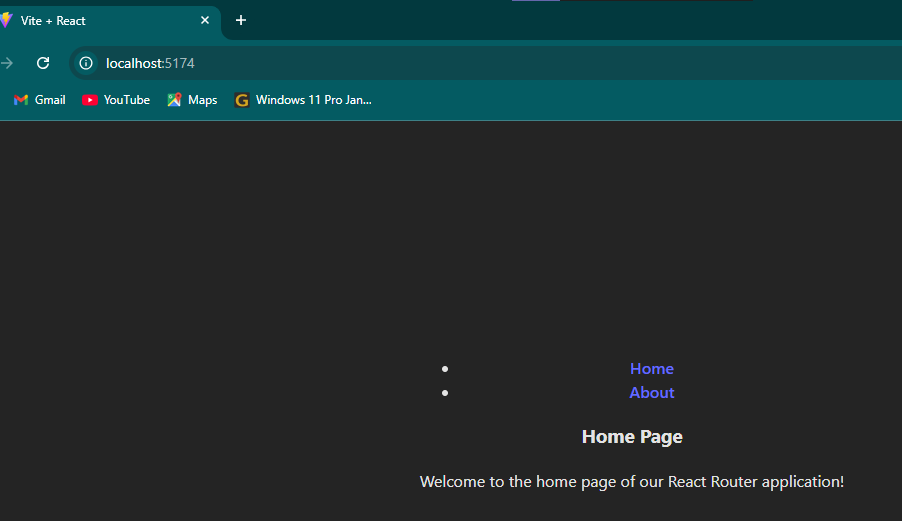 Vite + React
localhost:5174
Gmail YouTube Maps Windows 11 Pro Jan...
Home
About
Home Page
Welcome to the home page of our React Router application!